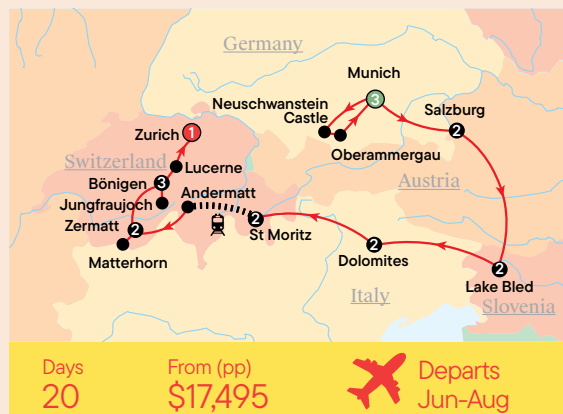 Germany
Munich
3
Neuschwanstein
Castle
Oberammergau
Salzburg
2
Zurich
1
Switzerland
Lucerne
Bönigen
3
Jungfraujoch
Andermatt
Zermatt
2
Matterhorn
2
St Moritz
Austria
Dolomites
2
Italy
2
Lake Bled
Slovenia
Days
20
From (pp)
$17,495
Departs
Jun-Aug